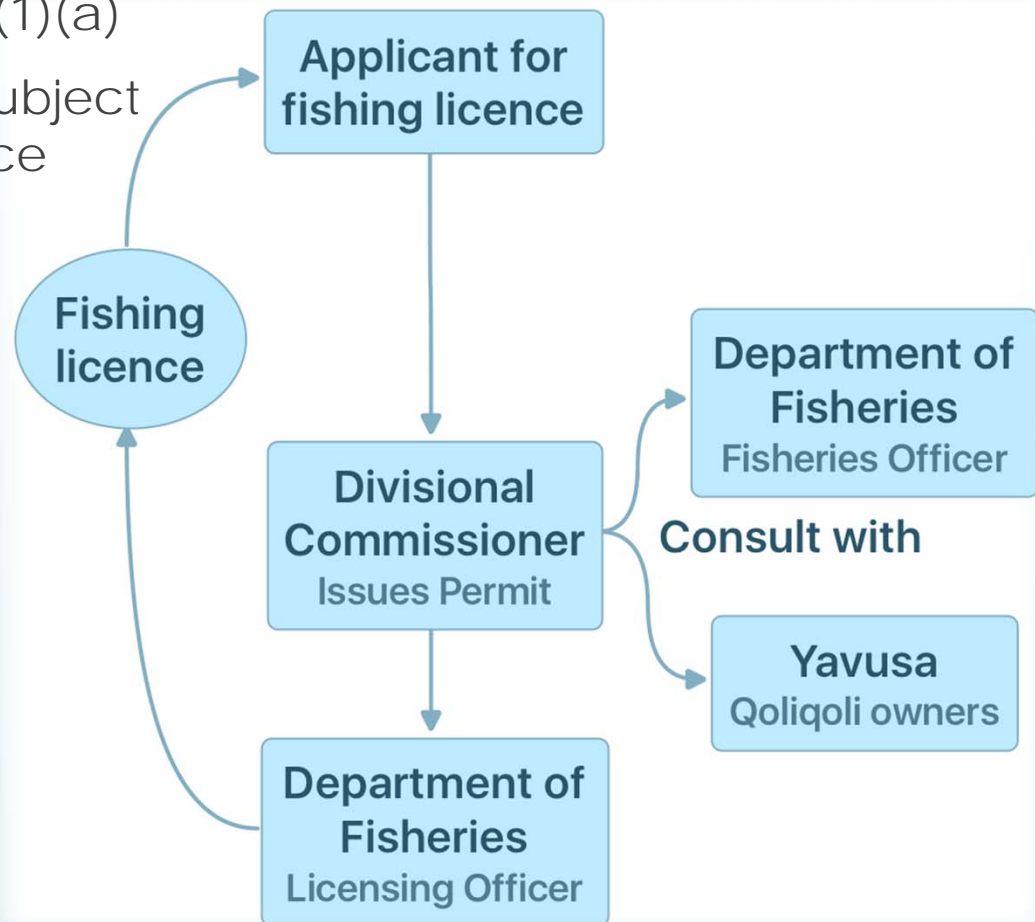 (1)(a)
ubject
ce
Applicant for
fishing licence
Fishing
licence
Department of
Fisheries
Fisheries Officer
Divisional
Commissioner
Issues Permit
Consult with
Yavusa
Qoliqoli owners
Department of
Fisheries
Licensing Officer